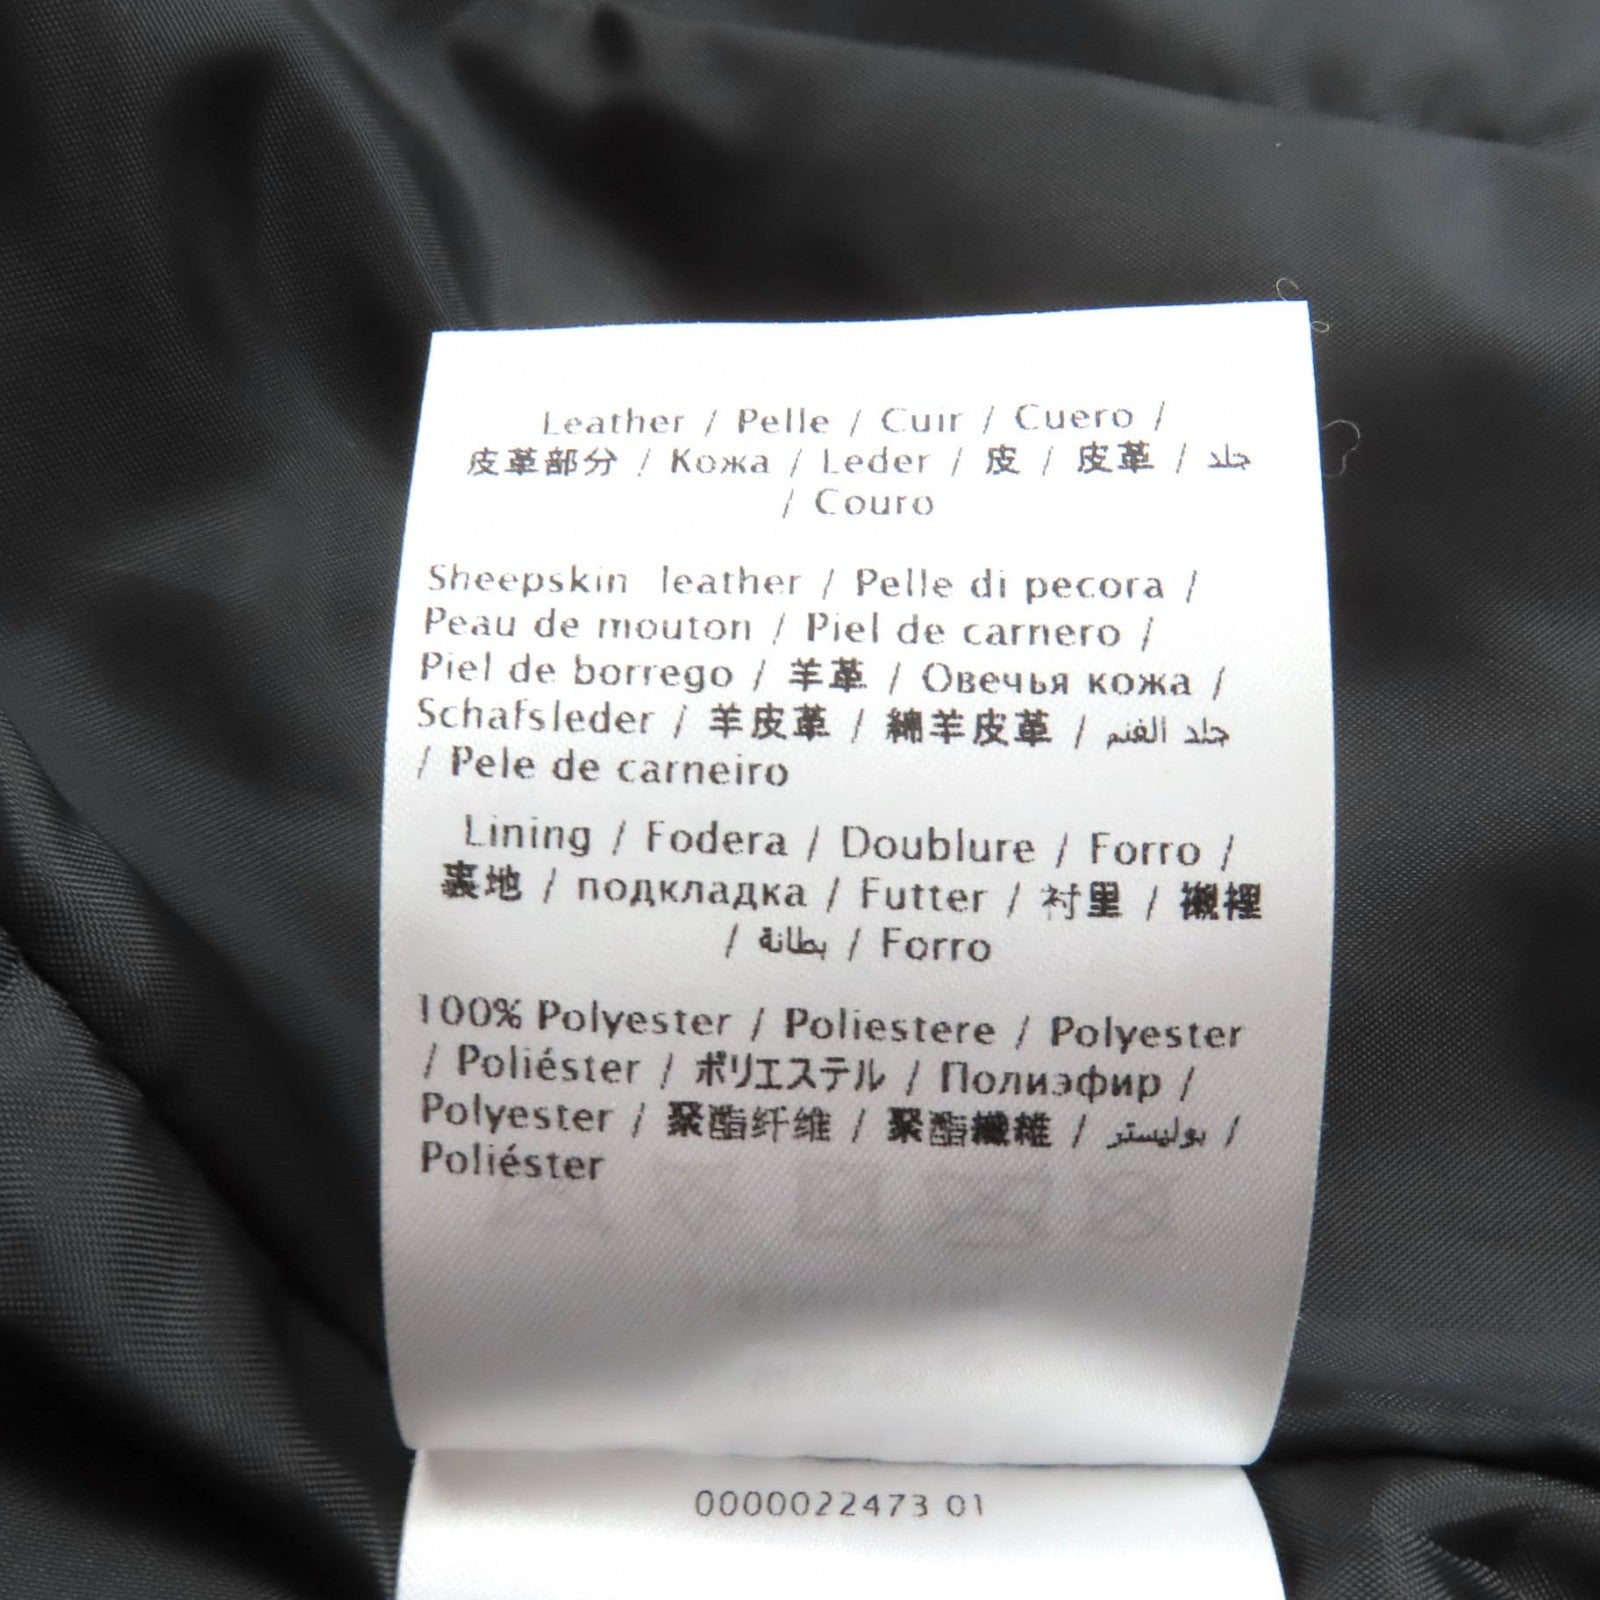 Leather / Pelle / Cuir / Cuero /
皮革部分 / Кожа / Leder / 皮 / 皮革 / جلد
/ Couro
Sheepskin leather / Pelle di pecora /
Peau de mouton / Piel de carnero /
Piel de borrego / 羊革 / Овечья кожа /
Schafsleder / 羊皮革 / 綿羊皮革 / جلد الغنم
/ Pele de carneiro
Lining / Fodera / Doublure / Forro /
裏地 / подкладка / Futter / 衬里 / 襯裡
/ بطانة / Forro
100% Polyester / Poliestere / Polyester
/ Poliéster / ポリエステル / Полиэфир /
Polyester / 聚酯纤维 / 聚酯纖維 / بوليستر /
Poliéster
0000022473 01